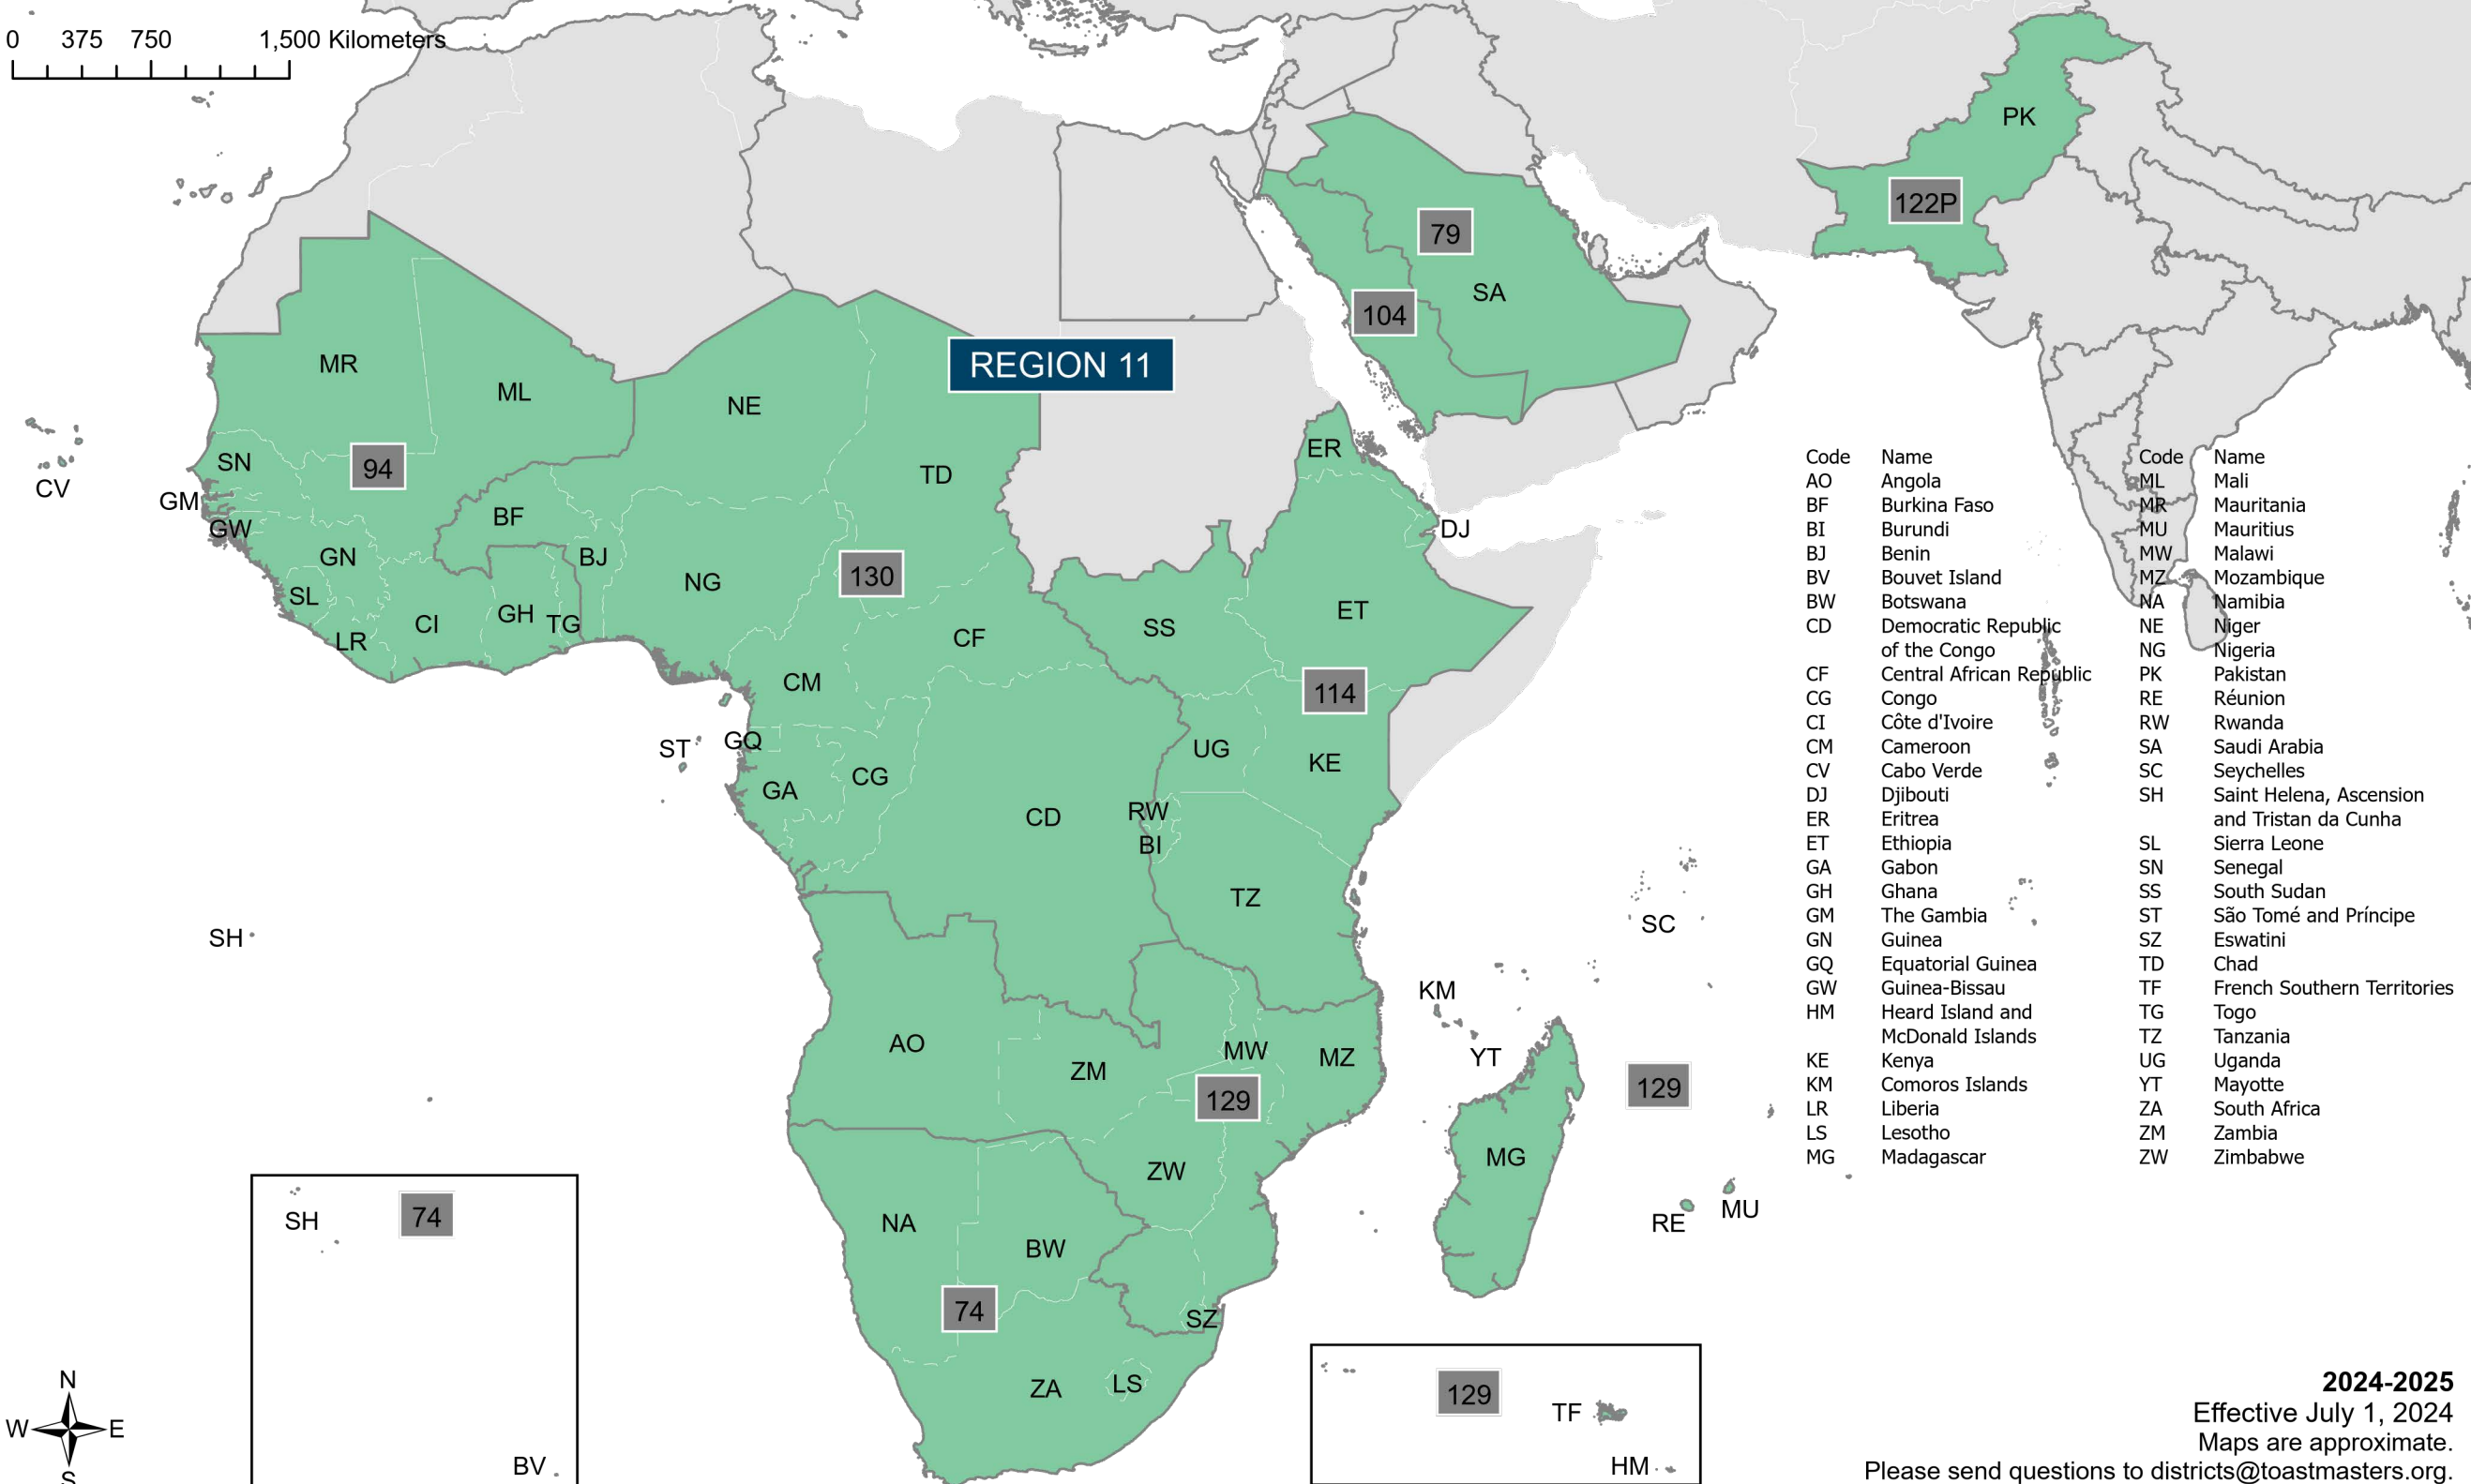 0 375 750 1,500 Kilometers
PK
122P
79
SA
104
REGION 11
MR
ML
NE
TD
ER
SN
94
CV
GM
GW
BF
DJ
GN
BJ
NG
130
SL
CI
GH
TG
LR
CF
SS
ET
CM
114
ST
GQ
UG
KE
GA
CG
CD
RW
BI
TZ
SH
SC
KM
AO
ZM
MW
MZ
YT
129
129
MG
ZW
RE
MU
NA
BW
74
SZ
ZA
LS
SH
74
BV
129
TF
HM
N
W E
S
Code Name
AO Angola
BF Burkina Faso
BI Burundi
BJ Benin
BV Bouvet Island
BW Botswana
CD Democratic Republic
of the Congo
CF Central African Republic
CG Congo
CI Côte d'Ivoire
CM Cameroon
CV Cabo Verde
DJ Djibouti
ER Eritrea
ET Ethiopia
GA Gabon
GH Ghana
GM The Gambia
GN Guinea
GQ Equatorial Guinea
GW Guinea-Bissau
HM Heard Island and
McDonald Islands
KE Kenya
KM Comoros Islands
LR Liberia
LS Lesotho
MG Madagascar
Code Name
ML Mali
MR Mauritania
MU Mauritius
MW Malawi
MZ Mozambique
NA Namibia
NE Niger
NG Nigeria
PK Pakistan
RE Réunion
RW Rwanda
SA Saudi Arabia
SC Seychelles
SH Saint Helena, Ascension
and Tristan da Cunha
SL Sierra Leone
SN Senegal
SS South Sudan
ST São Tomé and Príncipe
SZ Eswatini
TD Chad
TF French Southern Territories
TG Togo
TZ Tanzania
UG Uganda
YT Mayotte
ZA South Africa
ZM Zambia
ZW Zimbabwe
2024-2025
Effective July 1, 2024
Maps are approximate.
Please send questions to districts@toastmasters.org.